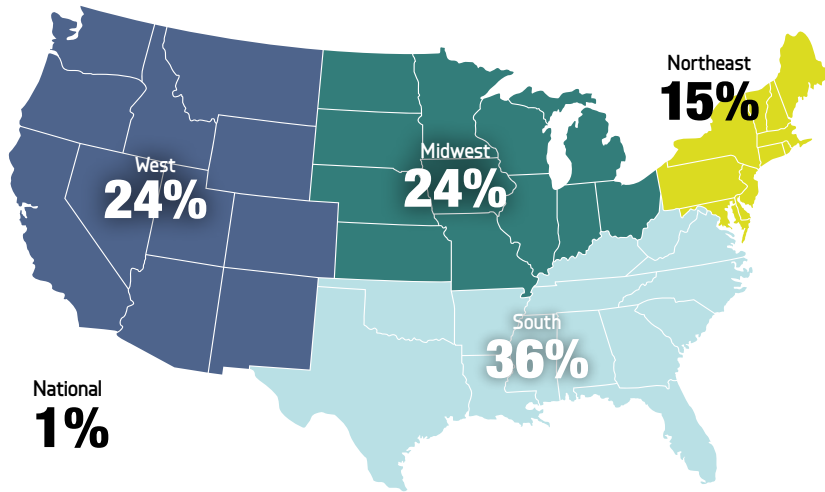 Northeast
15%
West
24%
Midwest
24%
South
36%
National
1%